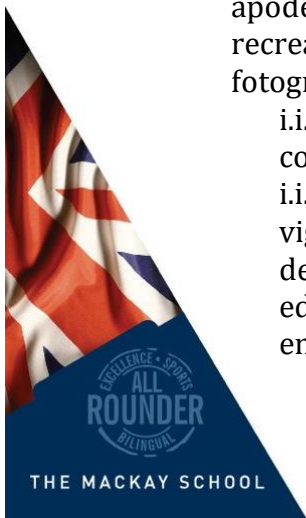 apode
recrea
fotogr
i.i.
co
i.i.
vig
de
ed
en
EXCELLENCE • SPORTS
ALL
ROUNDER
BILINGUAL
THE MACKAY SCHOOL